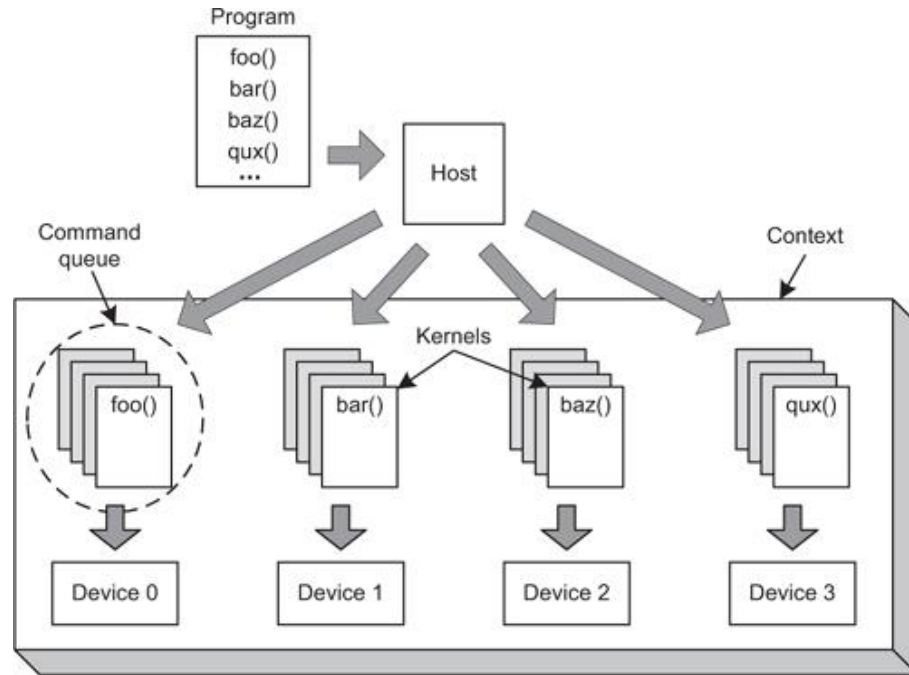 Program
foo()
bar()
baz()
qux()
...
Host
Command
queue
Context
Kernels
foo()
bar()
baz()
qux()
Device 0
Device 1
Device 2
Device 3